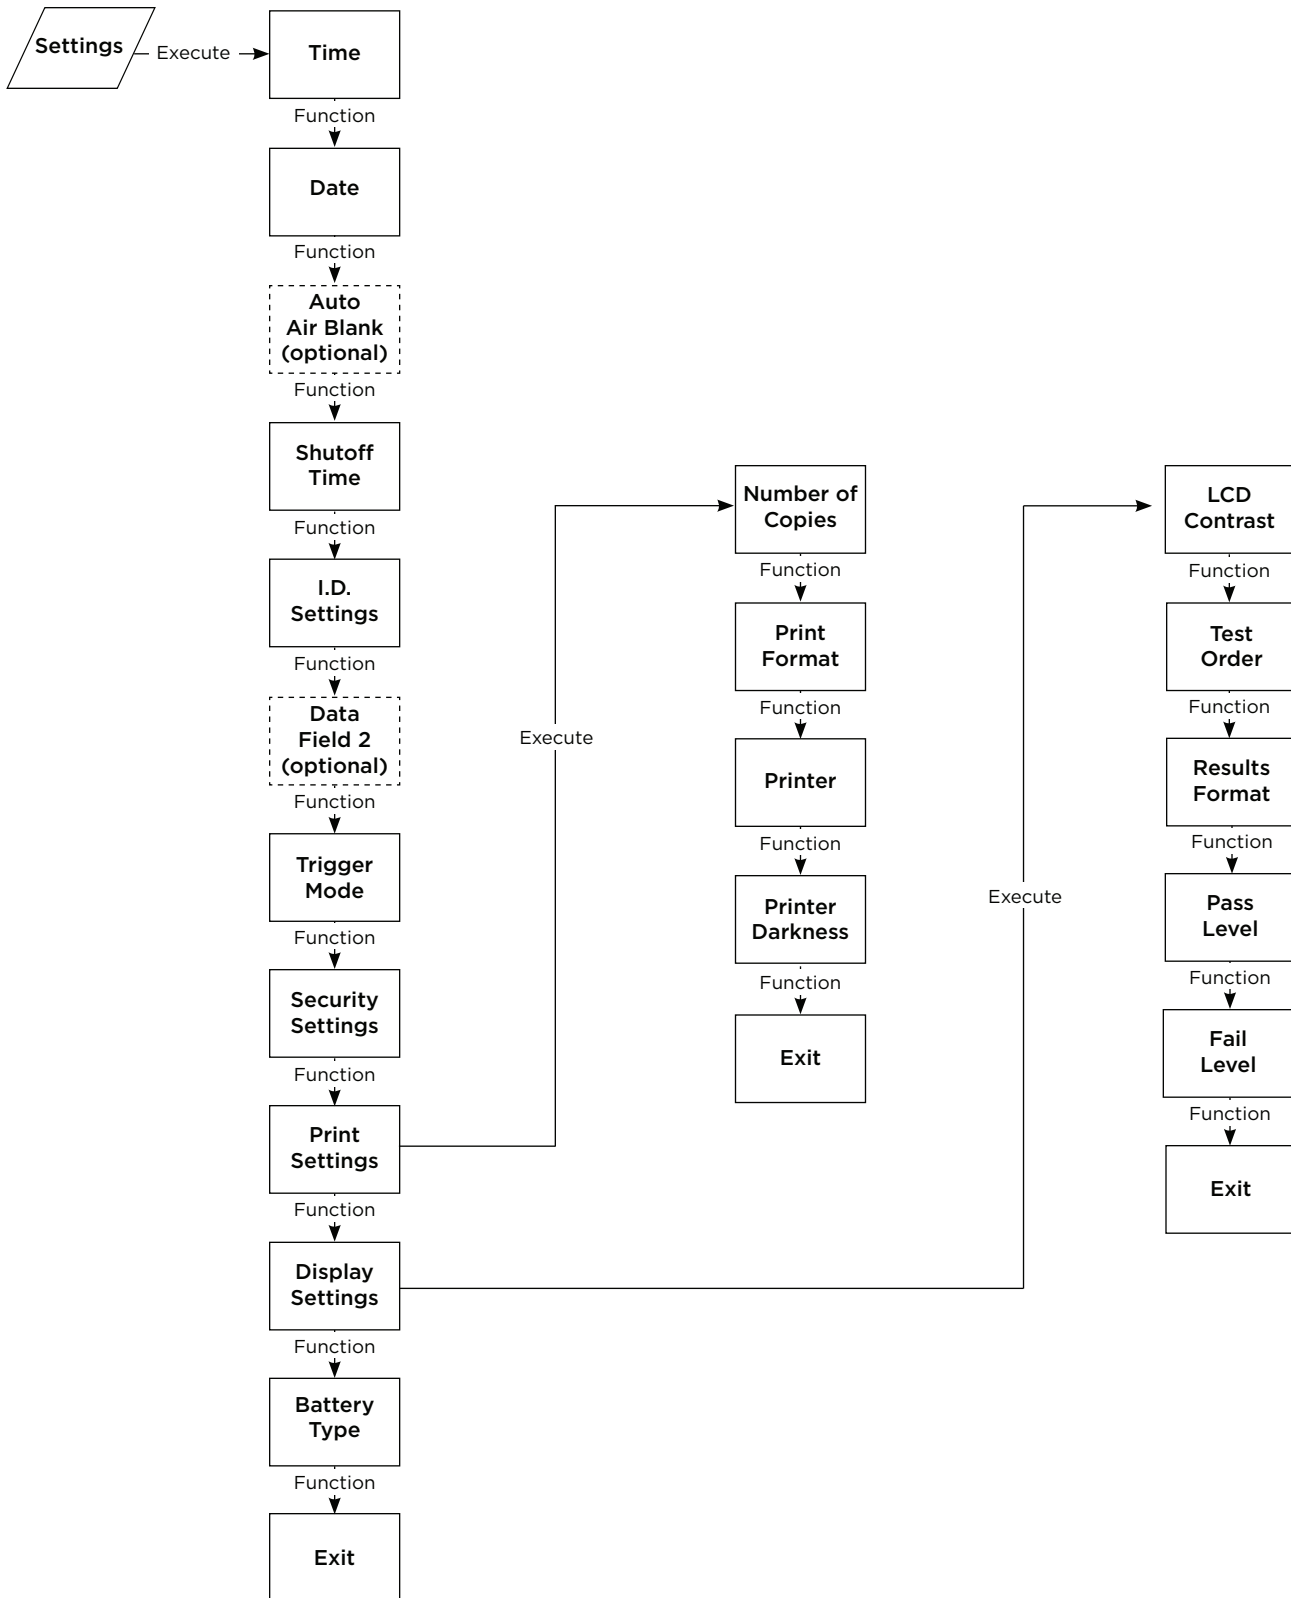 Settings
Execute
Time
Function
Date
Function
Auto
Air Blank
(optional)
Function
Shutoff
Time
Function
I.D.
Settings
Function
Data
Field 2
(optional)
Function
Trigger
Mode
Function
Security
Settings
Function
Print
Settings
Function
Display
Settings
Function
Battery
Type
Function
Exit
Execute
Number of
Copies
Function
Print
Format
Function
Printer
Function
Printer
Darkness
Function
Exit
Execute
LCD
Contrast
Function
Test
Order
Function
Results
Format
Function
Pass
Level
Function
Fail
Level
Function
Exit